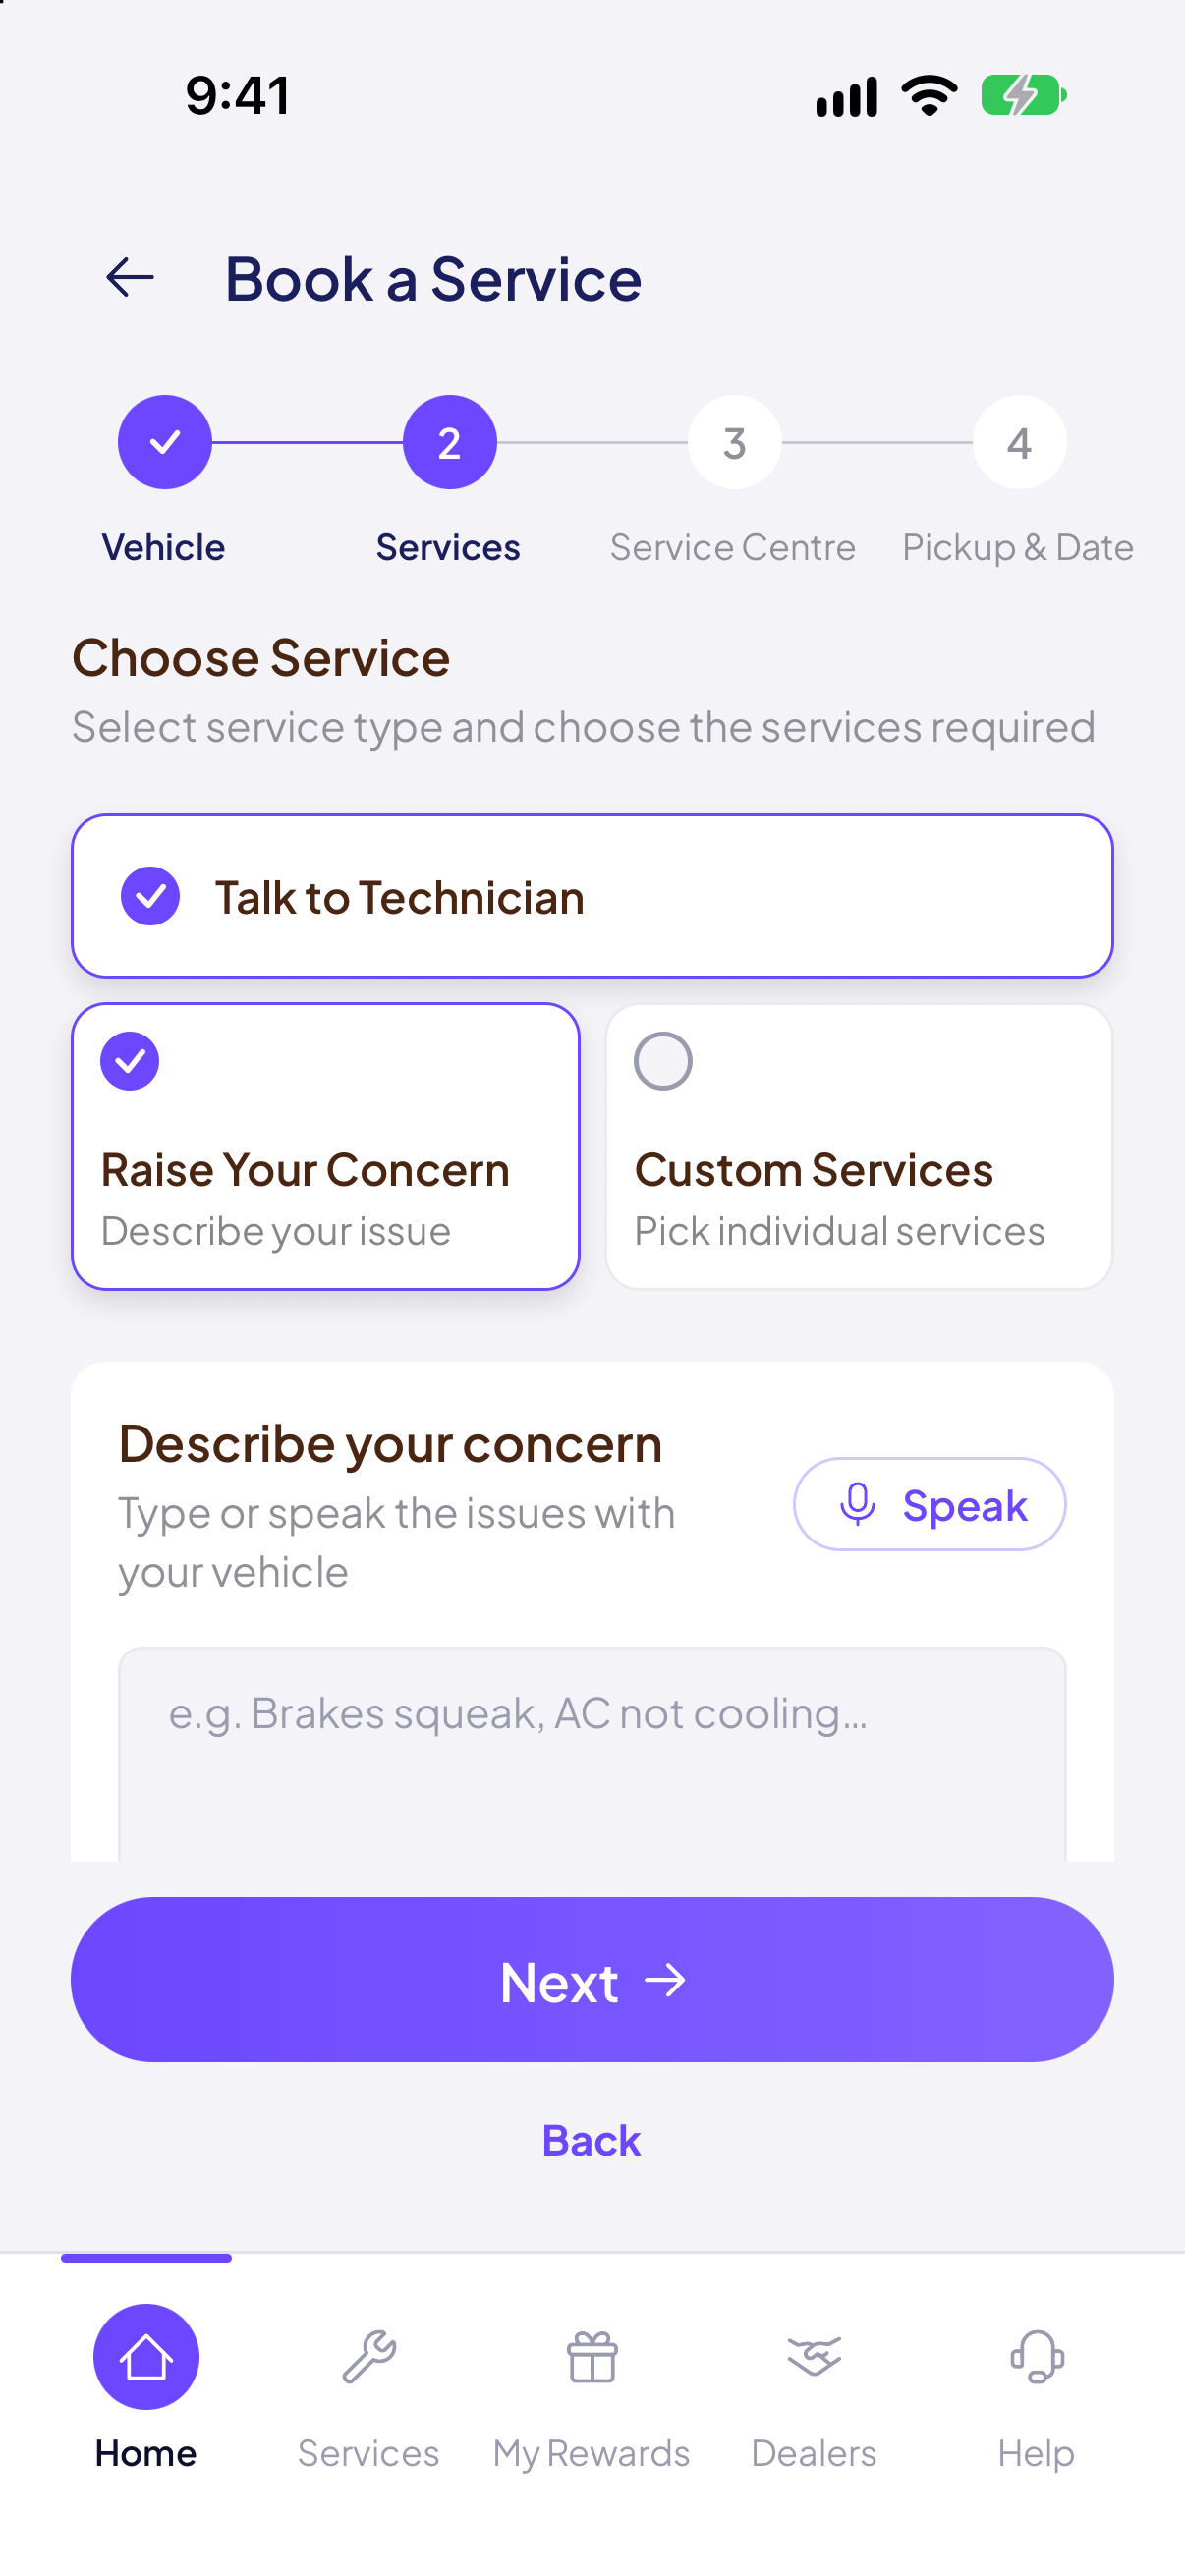 9:41
Book a Service
2
3
4
Vehicle
Services
Service Centre
Pickup & Date
Choose Service
Select service type and choose the services required
Talk to Technician
Raise Your Concern
Describe your issue
Custom Services
Pick individual services
Describe your concern
Type or speak the issues with
your vehicle
Speak
e.g. Brakes squeak, AC not cooling...
Next
Back
Home
Services
My Rewards
Dealers
Help